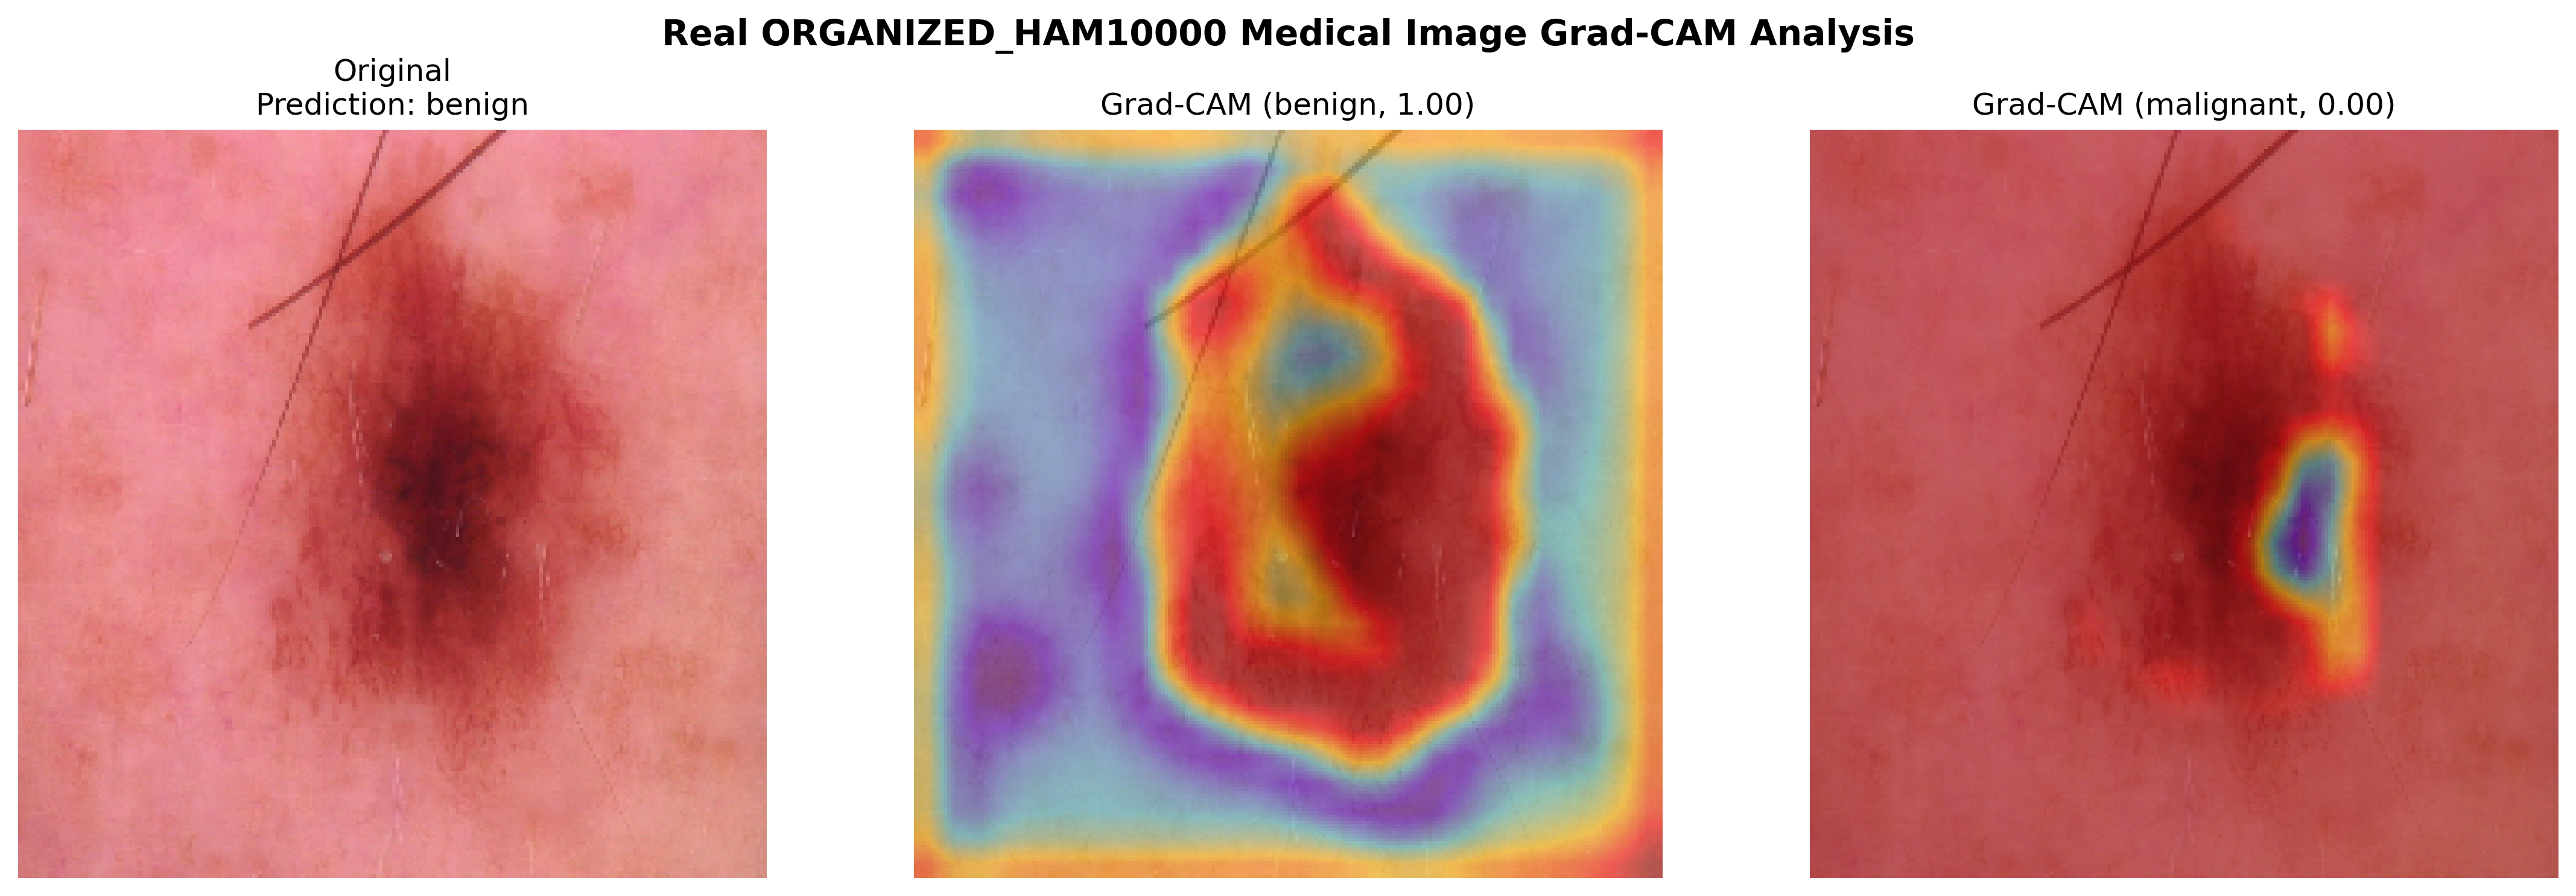 Real ORGANIZED_HAM10000 Medical Image Grad-CAM Analysis
Original
Prediction: benign
Grad-CAM (benign, 1.00)
Grad-CAM (malignant, 0.00)